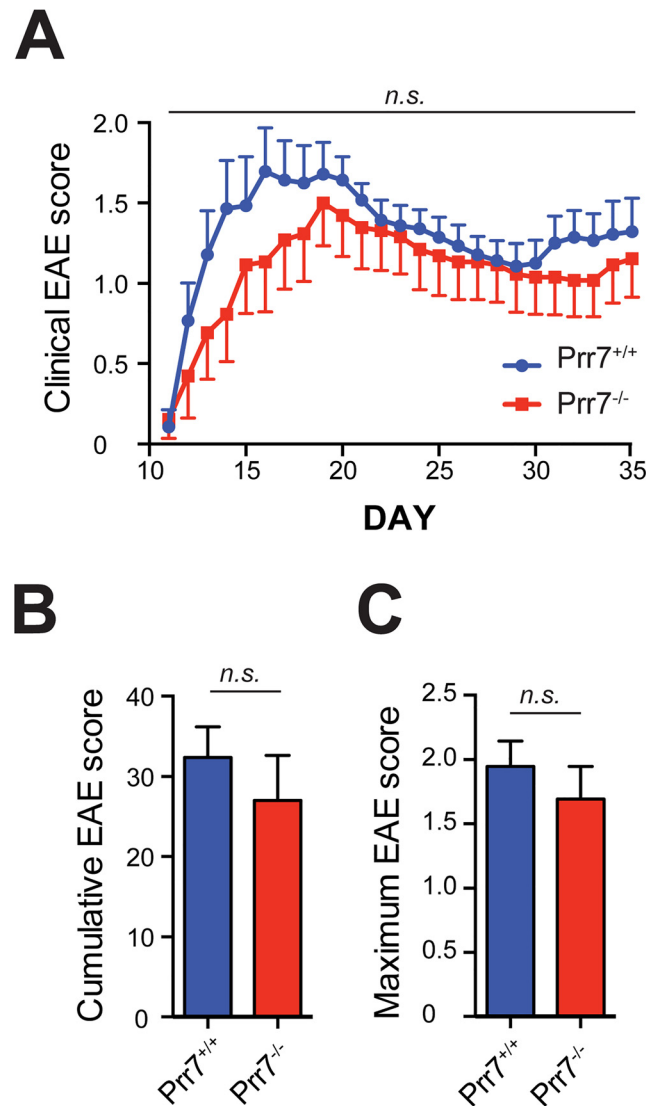 A
n.s.
Clinical EAE score
2.0
1.5
1.0
0.5
0
10 15 20 25 30 35
DAY
Prr7+/+
Prr7-/-
B
n.s.
Cumulative EAE score
40
30
20
10
0
Prr7+/+
Prr7-/-
C
n.s.
Maximum EAE score
2.5
2.0
1.5
1.0
0.5
0
Prr7+/+
Prr7-/-